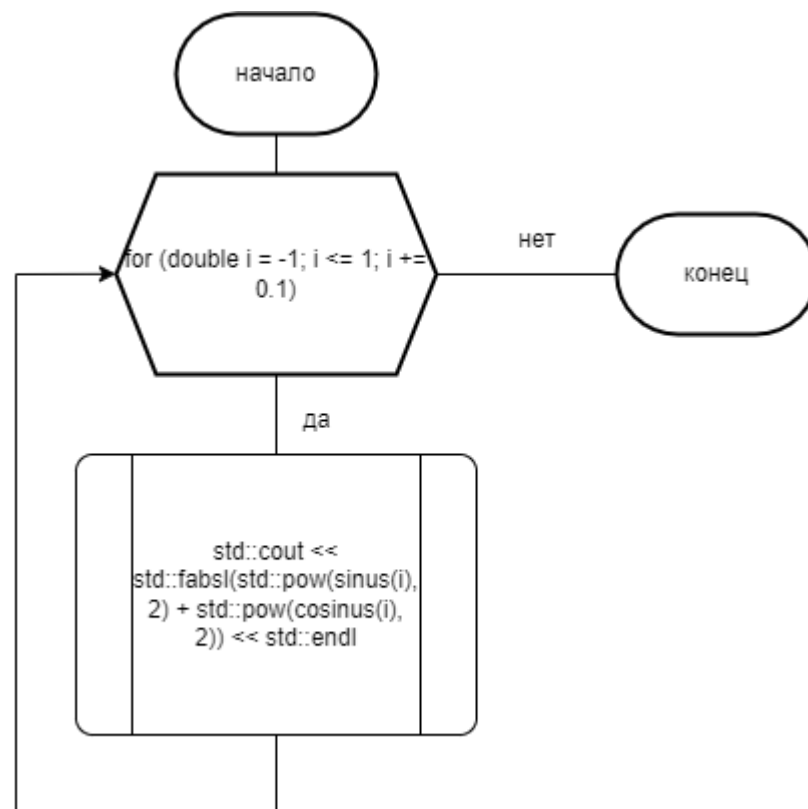 начало
for (double i = -1; i <= 1; i +=
0.1)
нет
конец
да
std::cout <<
std::fabsl(std::pow(sinus(i),
2) + std::pow(cosinus(i),
2)) << std::endl